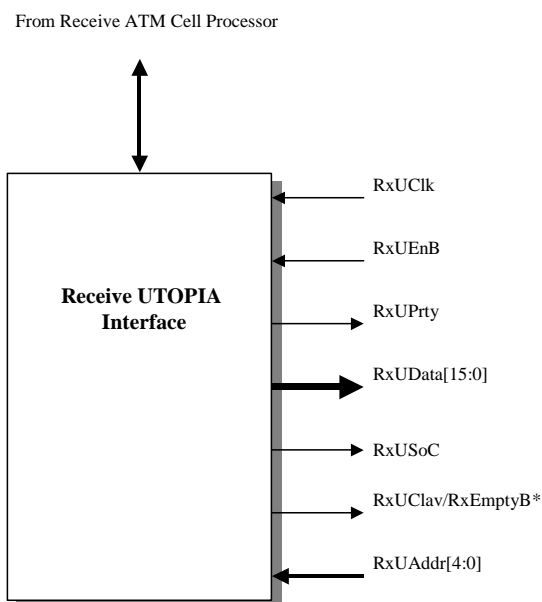 From Receive ATM Cell Processor
RxUClk
RxUEnB
Receive UTOPIA
Interface
RxUPrty
RxUData[15:0]
RxUSoC
RxUClav/RxEmptyB*
RxUAddr[4:0]